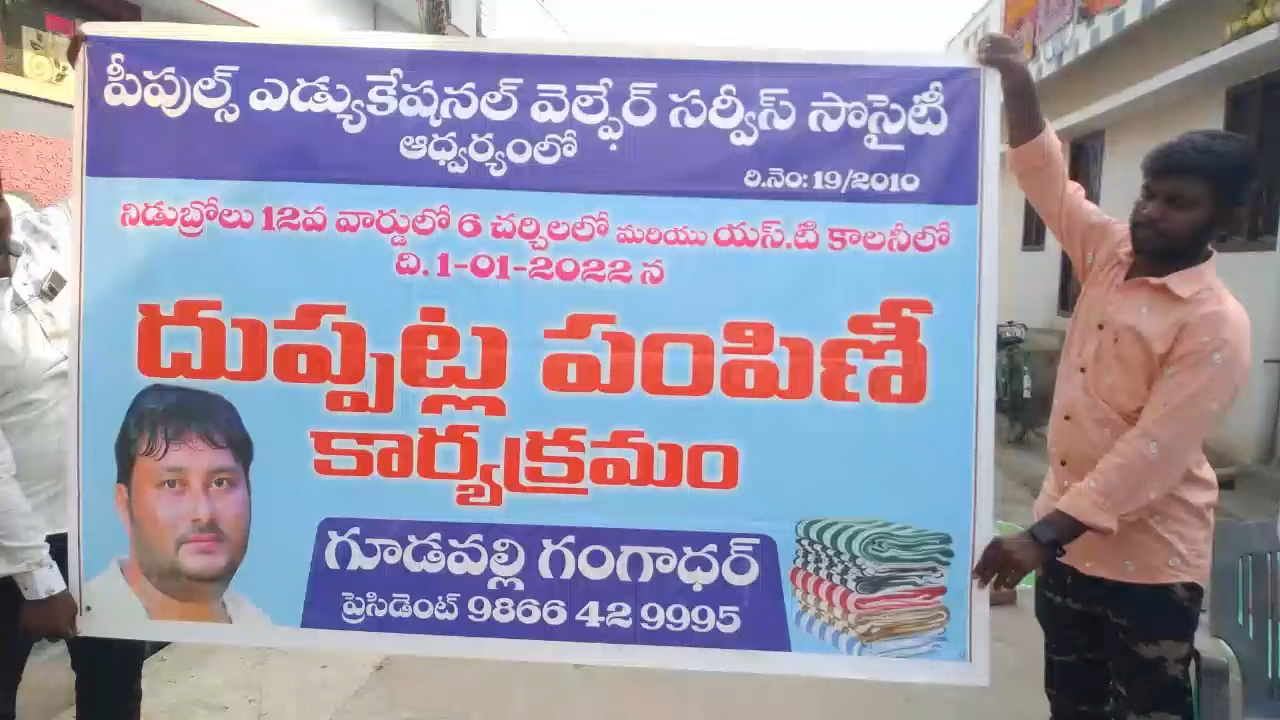 పీపుల్స్ ఎడ్యుకేషనల్ వెల్ఫేర్ సర్వీస్ సొసైటీ
ఆధ్వర్యంలో
రి.నెం: 19/2010
నిడుబ్రోలు 12వ వార్డులో 6 చర్చిలలో మరియు యస్.టి కాలనీలో
ది. 1-01-2022 న
దుప్పట్ల పంపిణీ
కార్యక్రమం
గూడవల్లి గంగాధర్
ప్రెసిడెంట్ 9866 42 9995